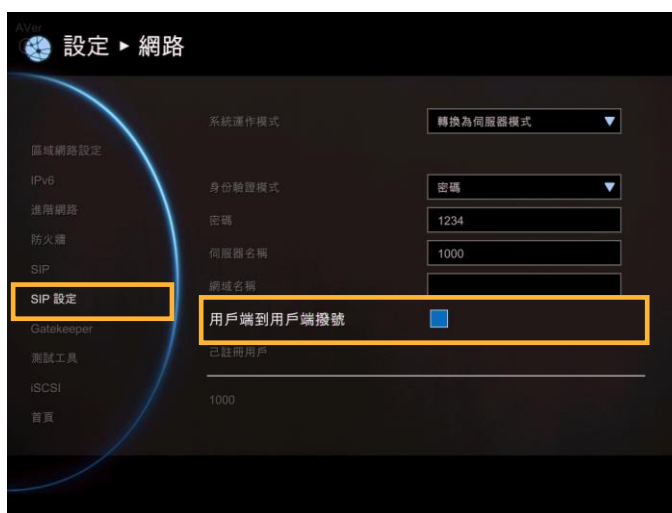 AVer
設定 ▸ 網路
系統運作模式
轉換為伺服器模式
區域網路設定
IPv6
進階網路
防火牆
SIP
SIP 設定
Gatekeeper
測試工具
iSCSI
首頁
身份驗證模式
密碼
密碼
1234
伺服器名稱
1000
網域名稱
用戶端到用戶端撥號
己註冊用戶
1000